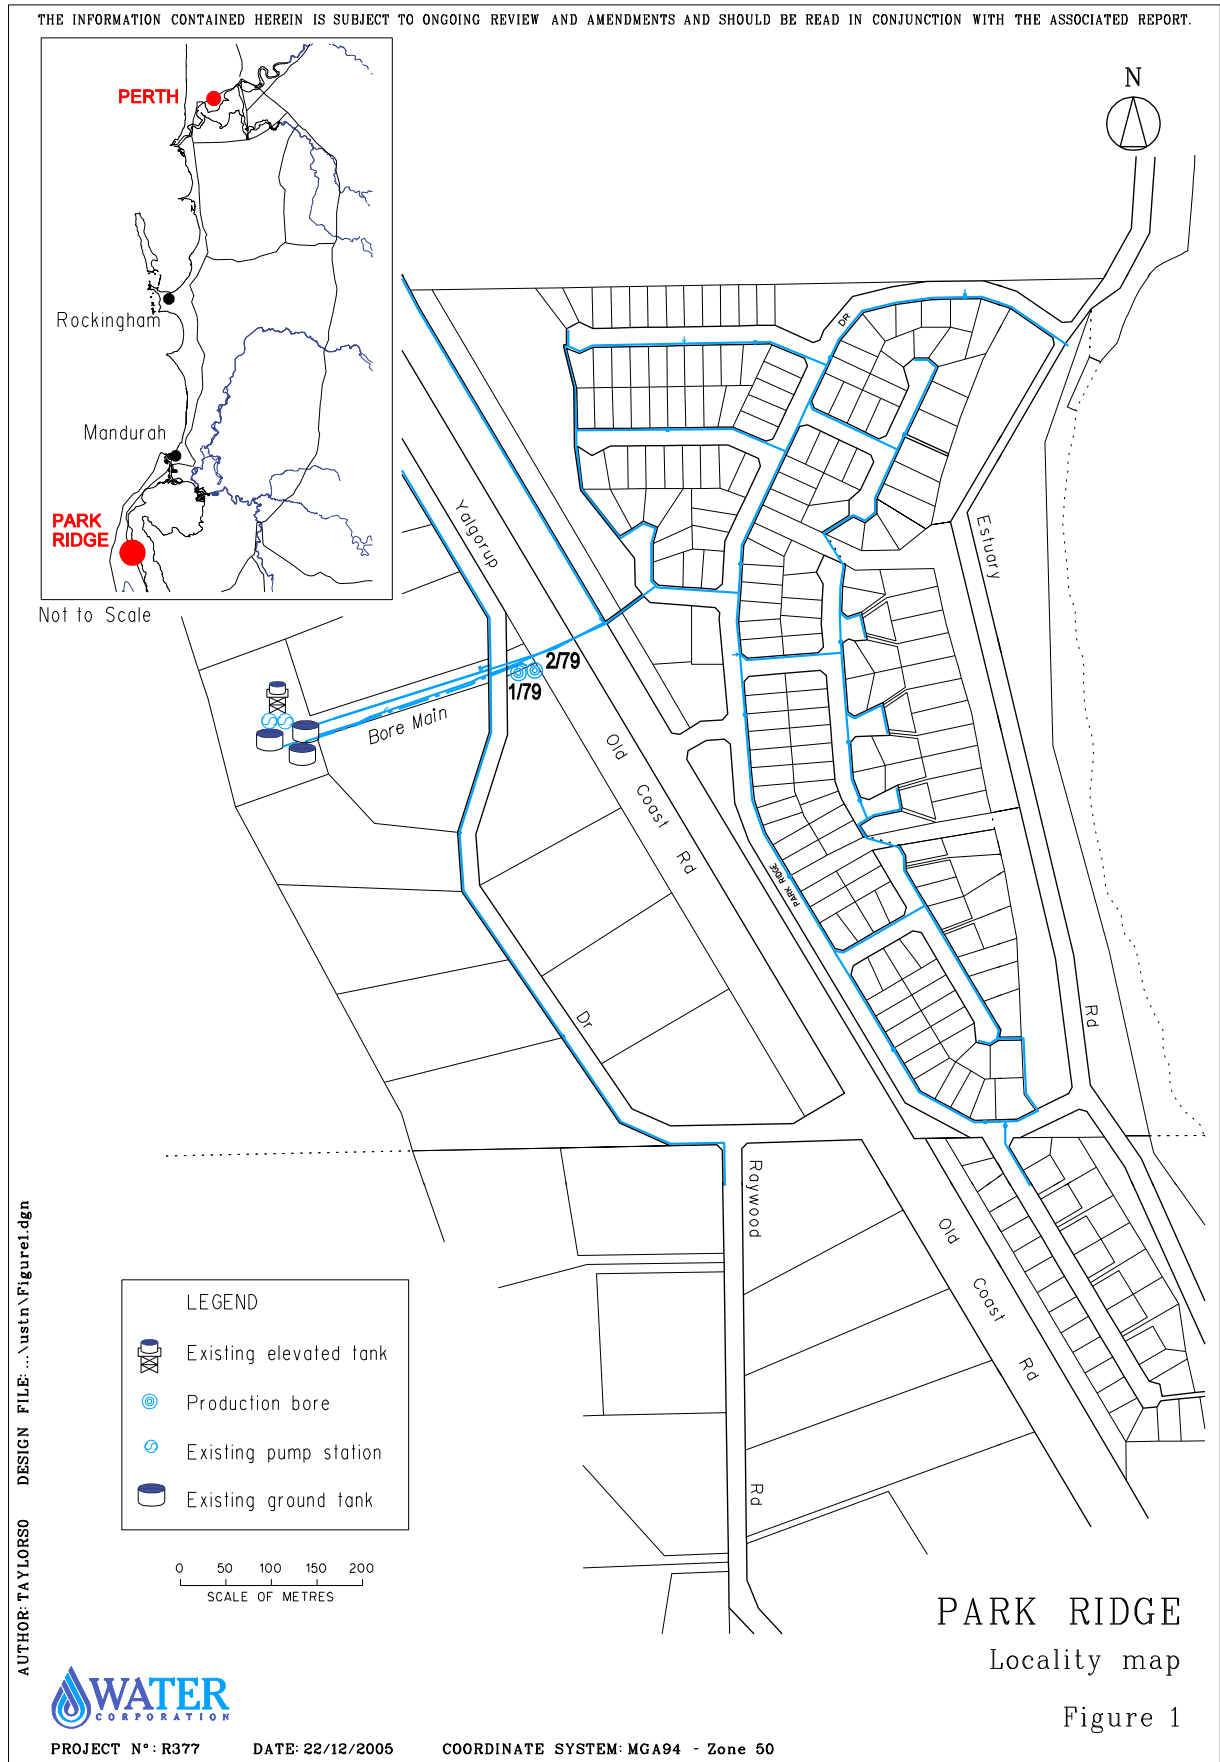 THE INFORMATION CONTAINED HEREIN IS SUBJECT TO ONGOING REVIEW AND AMENDMENTS AND SHOULD BE READ IN CONJUNCTION WITH THE ASSOCIATED REPORT.
PERTH
Rockingham
Mandurah
PARK
RIDGE
Not to Scale
N
DR
Yalgorup
Estuary
2/79
1/79
Bore Main
Old
Coast
Rd
PARK RIDGE
Dr
Rd
Raywood
Rd
Old
Coast
Rd
LEGEND
Existing elevated tank
Production bore
Existing pump station
Existing ground tank
0 50 100 150 200
SCALE OF METRES
PARK RIDGE
Locality map
Figure 1
AUTHOR: TAYLORSO DESIGN FILE: ...\ustn\Figure1.dgn
WATER
CORPORATION
PROJECT N°: R377 DATE: 22/12/2005 COORDINATE SYSTEM: MGA94 - Zone 50